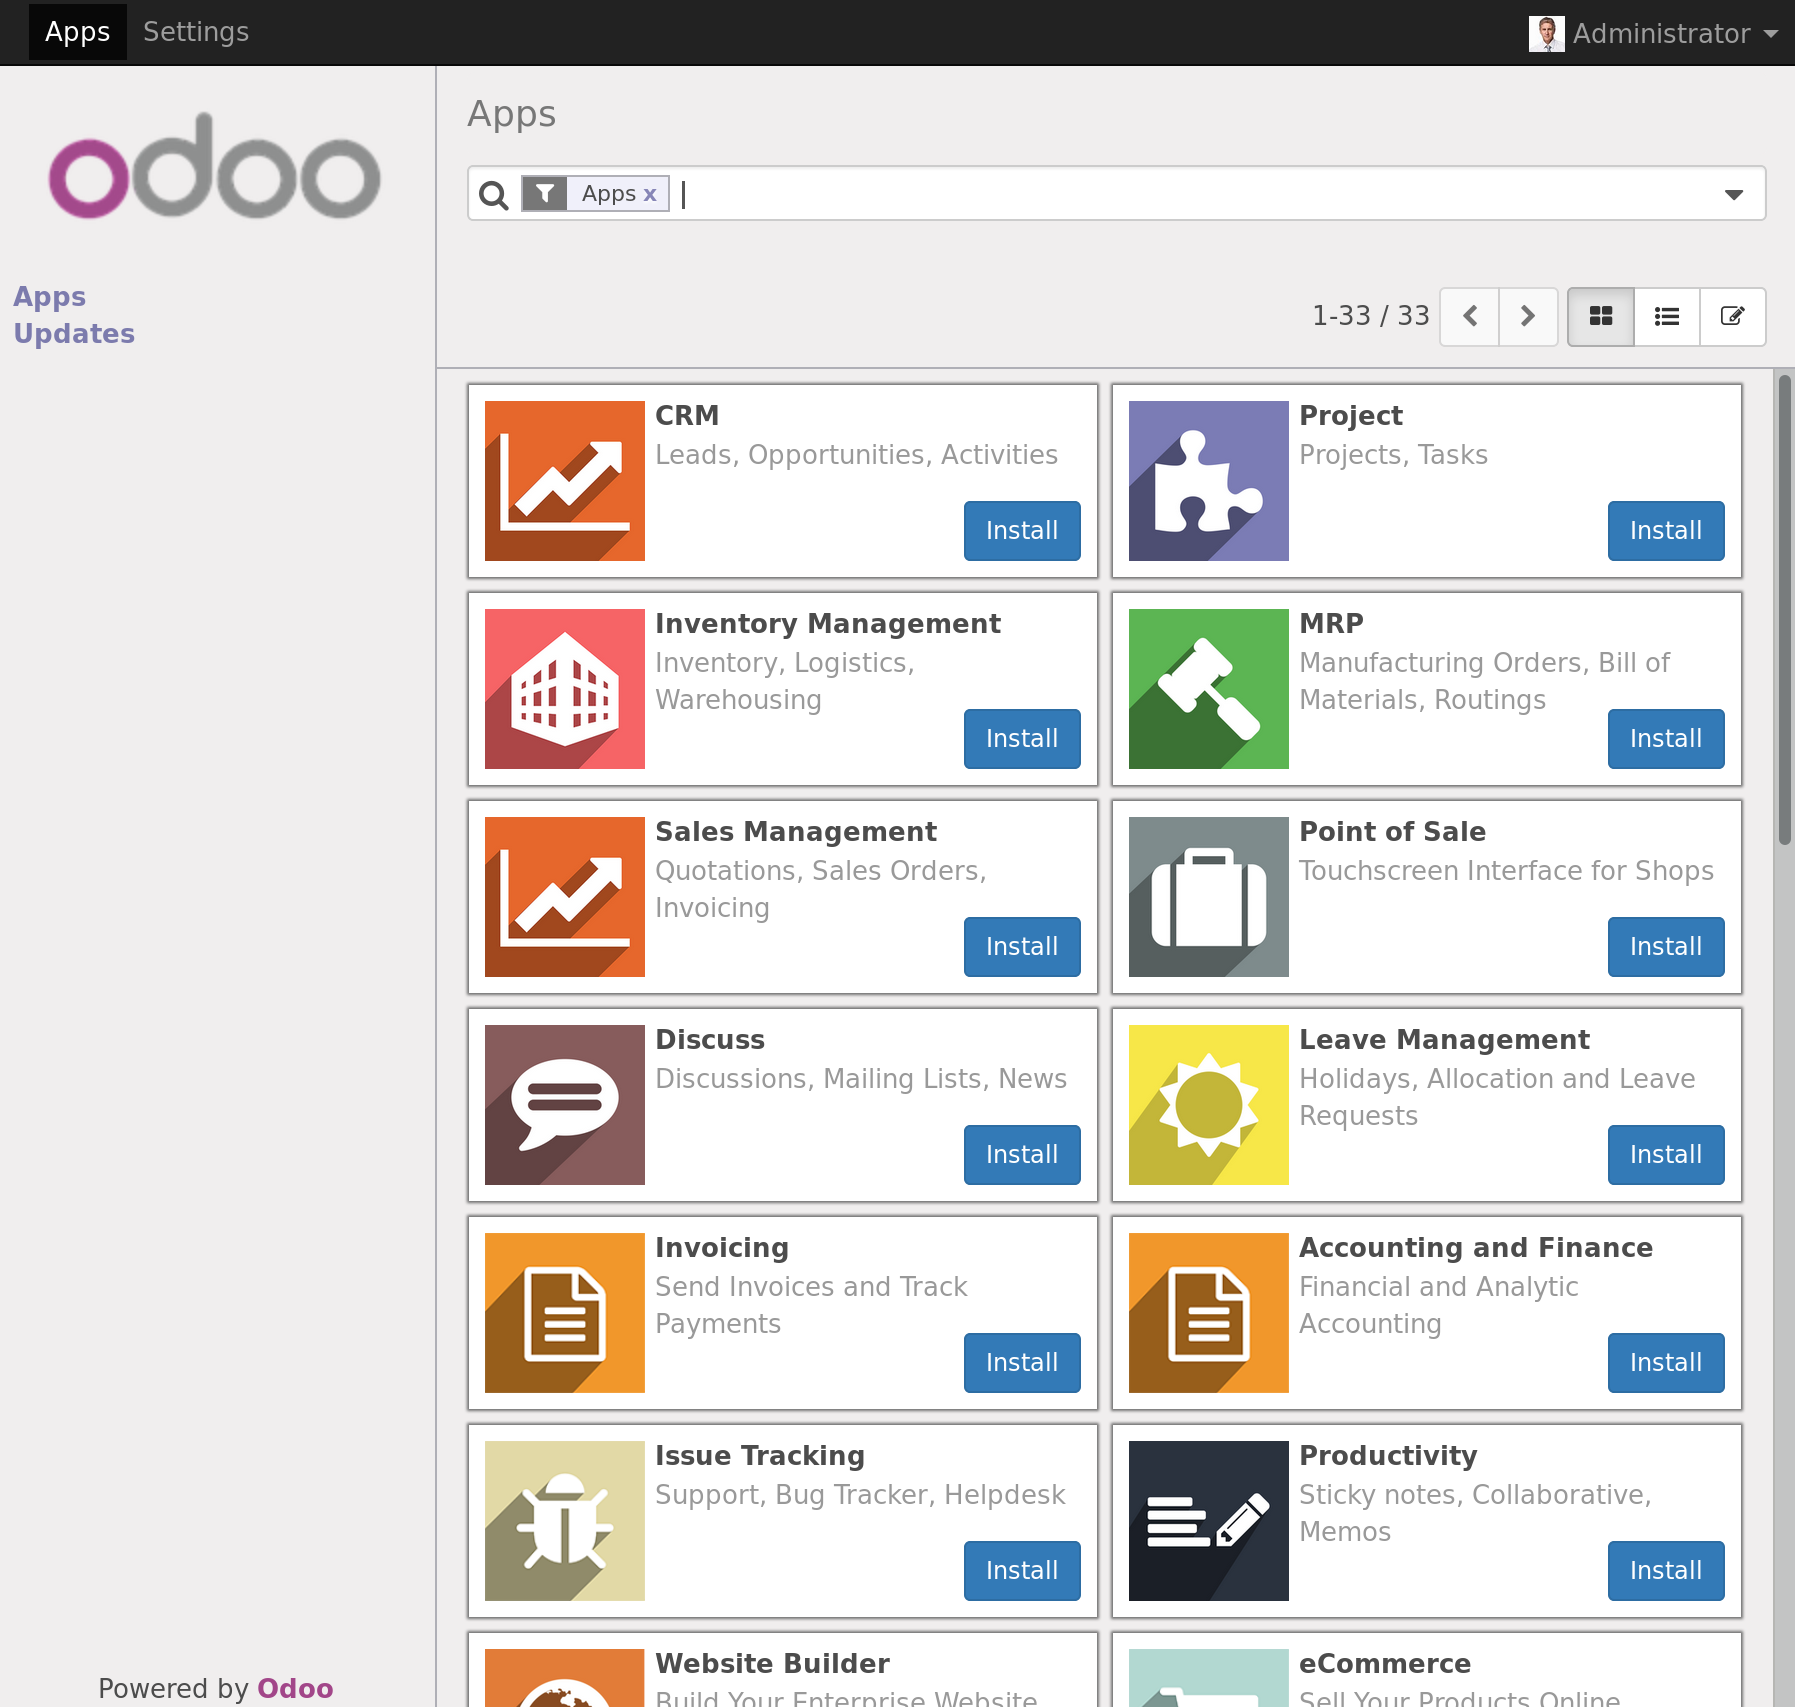 Apps Settings Administrator
odoo
Apps
Updates
Apps
Apps x
1-33 / 33
CRM
Leads, Opportunities, Activities
Install
Project
Projects, Tasks
Install
Inventory Management
Inventory, Logistics,
Warehousing
Install
MRP
Manufacturing Orders, Bill of
Materials, Routings
Install
Sales Management
Quotations, Sales Orders,
Invoicing
Install
Point of Sale
Touchscreen Interface for Shops
Install
Discuss
Discussions, Mailing Lists, News
Install
Leave Management
Holidays, Allocation and Leave
Requests
Install
Invoicing
Send Invoices and Track
Payments
Install
Accounting and Finance
Financial and Analytic
Accounting
Install
Issue Tracking
Support, Bug Tracker, Helpdesk
Install
Productivity
Sticky notes, Collaborative,
Memos
Install
Website Builder
Build Your Enterprise Website
eCommerce
Sell Your Products Online
Powered by Odoo